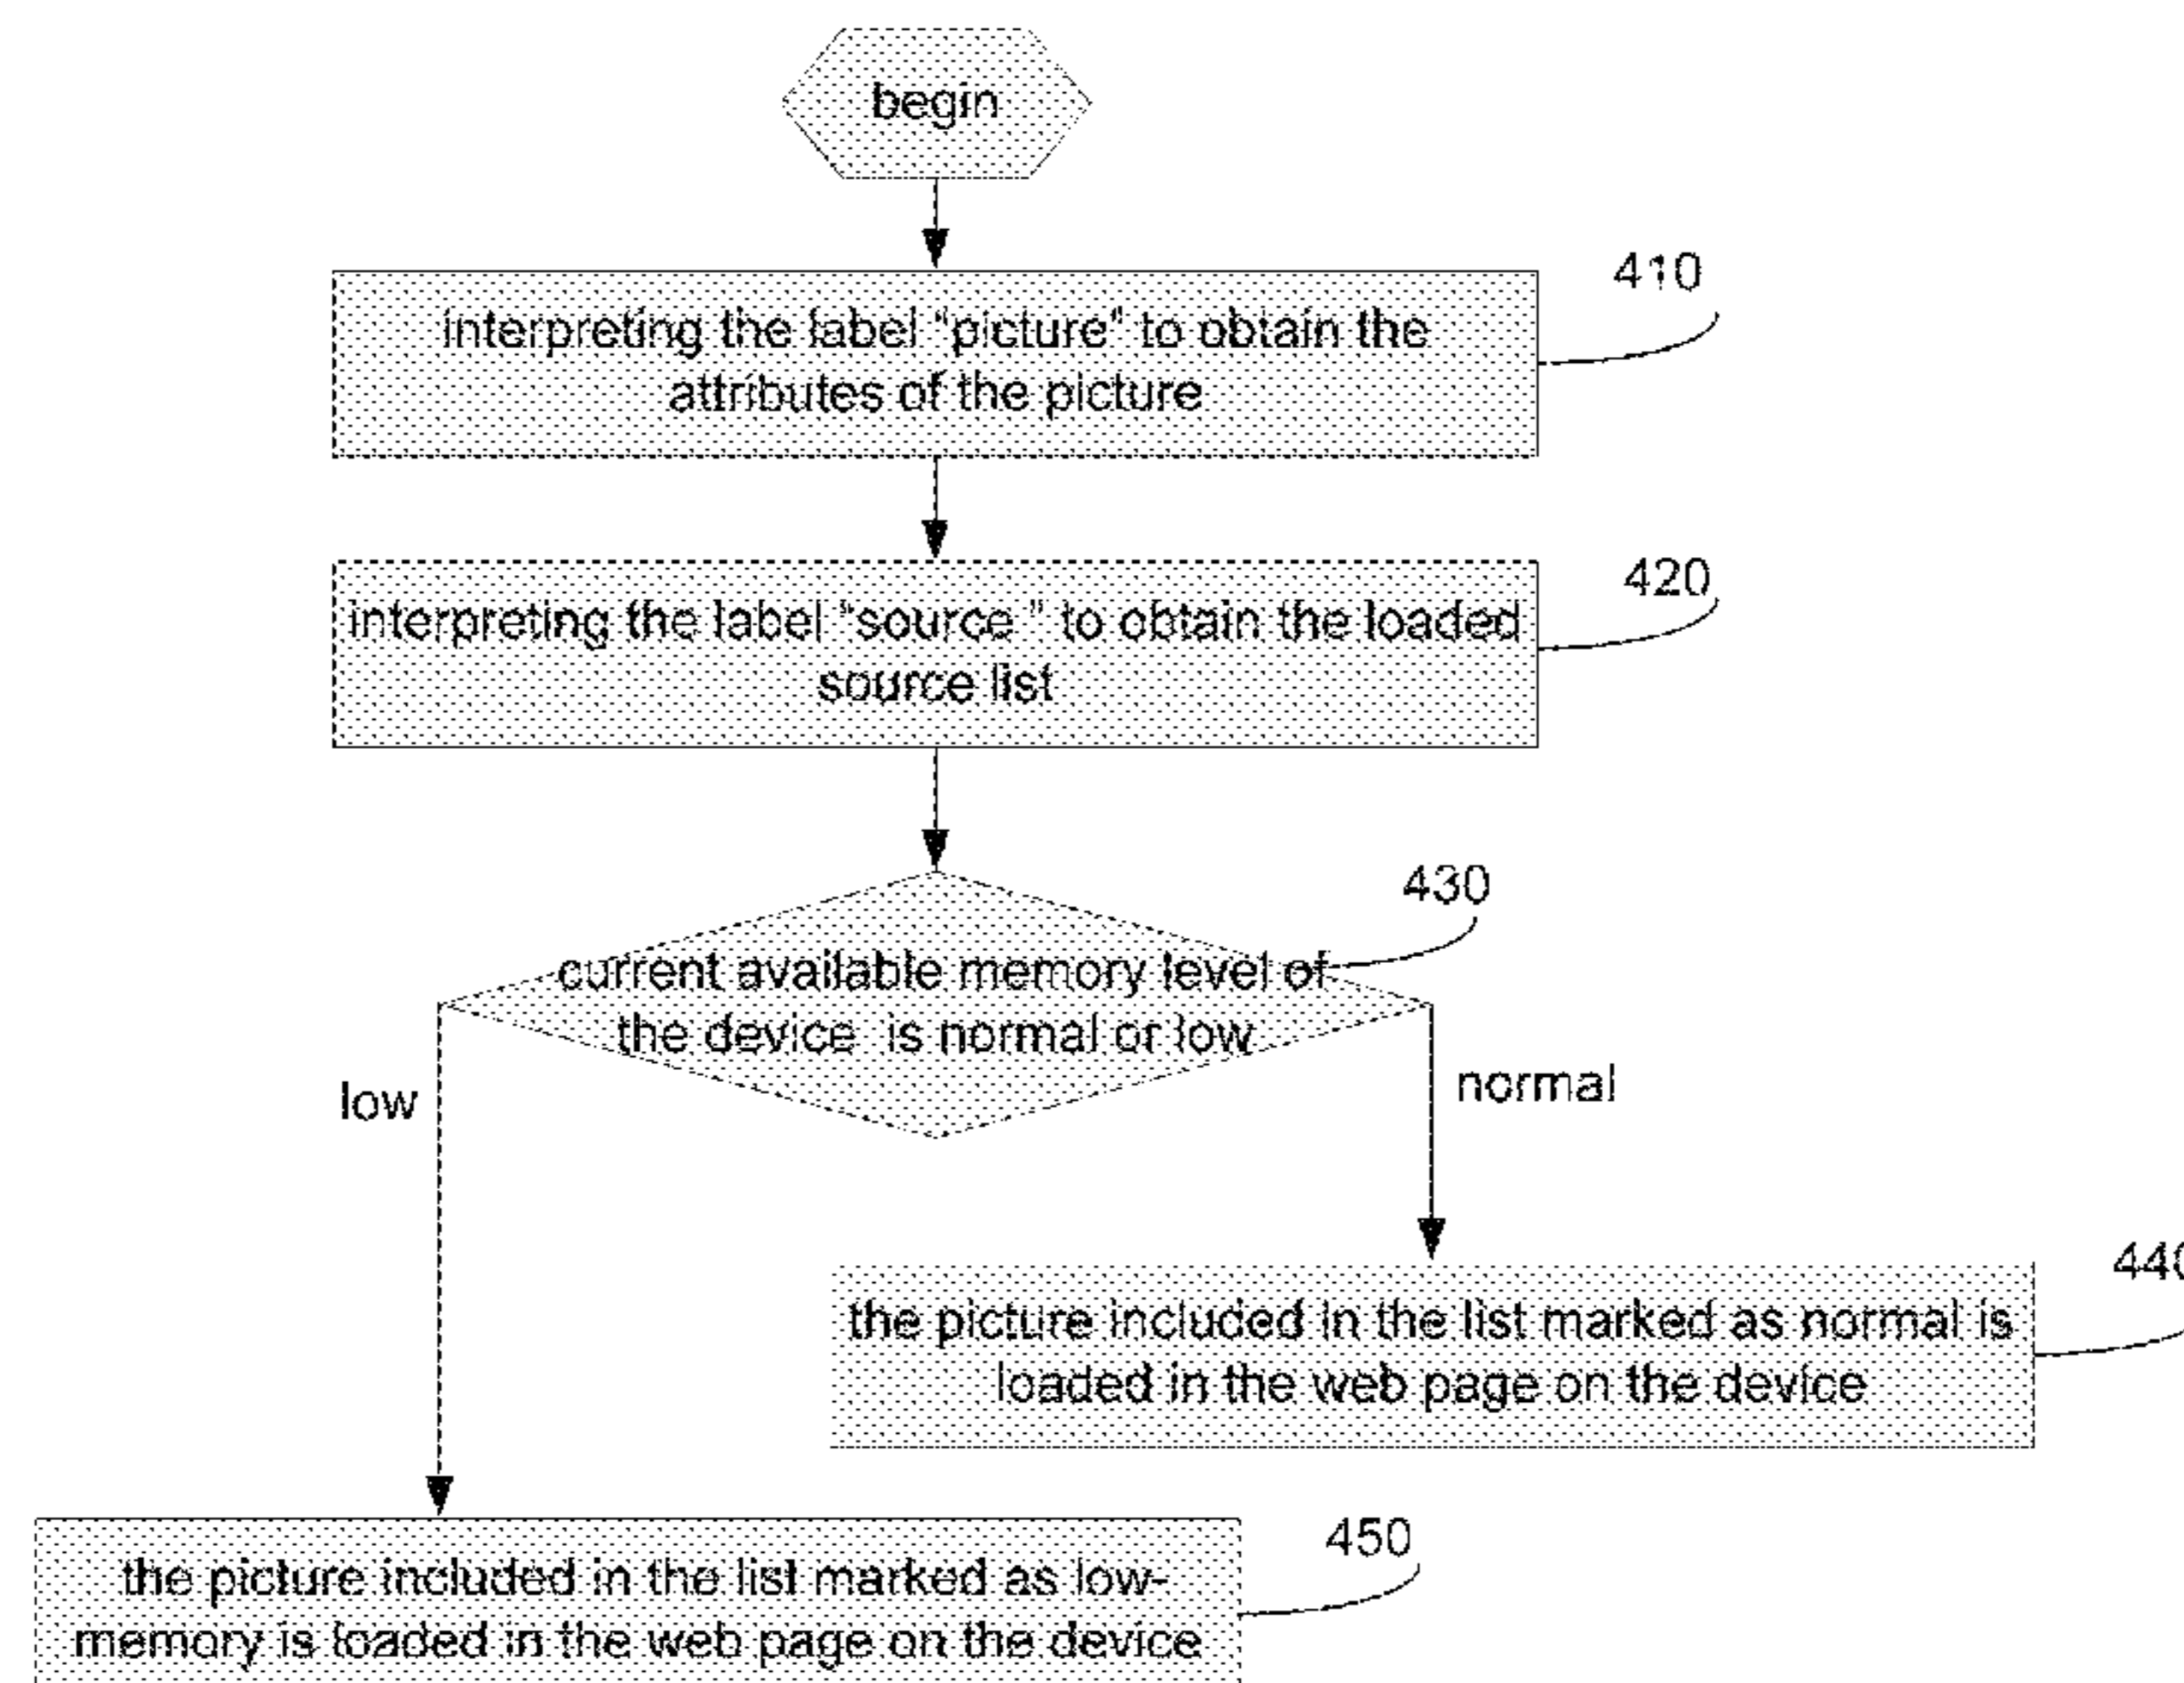 begin
410
interpreting the label “picture” to obtain the
attributes of the picture
420
interpreting the label “source ” to obtain the loaded
source list
430
current available memory level of
the device is normal or low
low
normal
440
the picture included in the list marked as normal is
loaded in the web page on the device
450
the picture included in the list marked as low-
memory is loaded in the web page on the device